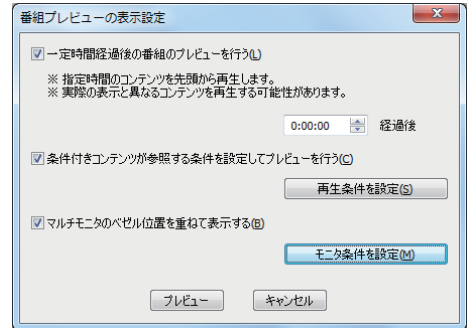 番組プレビューの表示設定
一定時間経過後の番組のプレビューを行う(L)
※ 指定時間のコンテンツを先頭から再生します。
※ 実際の表示と異なるコンテンツを再生する可能性があります。
0:00:00 経過後
条件付きコンテンツが参照する条件を設定してプレビューを行う(C)
再生条件を設定(S)
マルチモニタのベゼル位置を重ねて表示する(B)
モニタ条件を設定(M)
プレビュー キャンセル